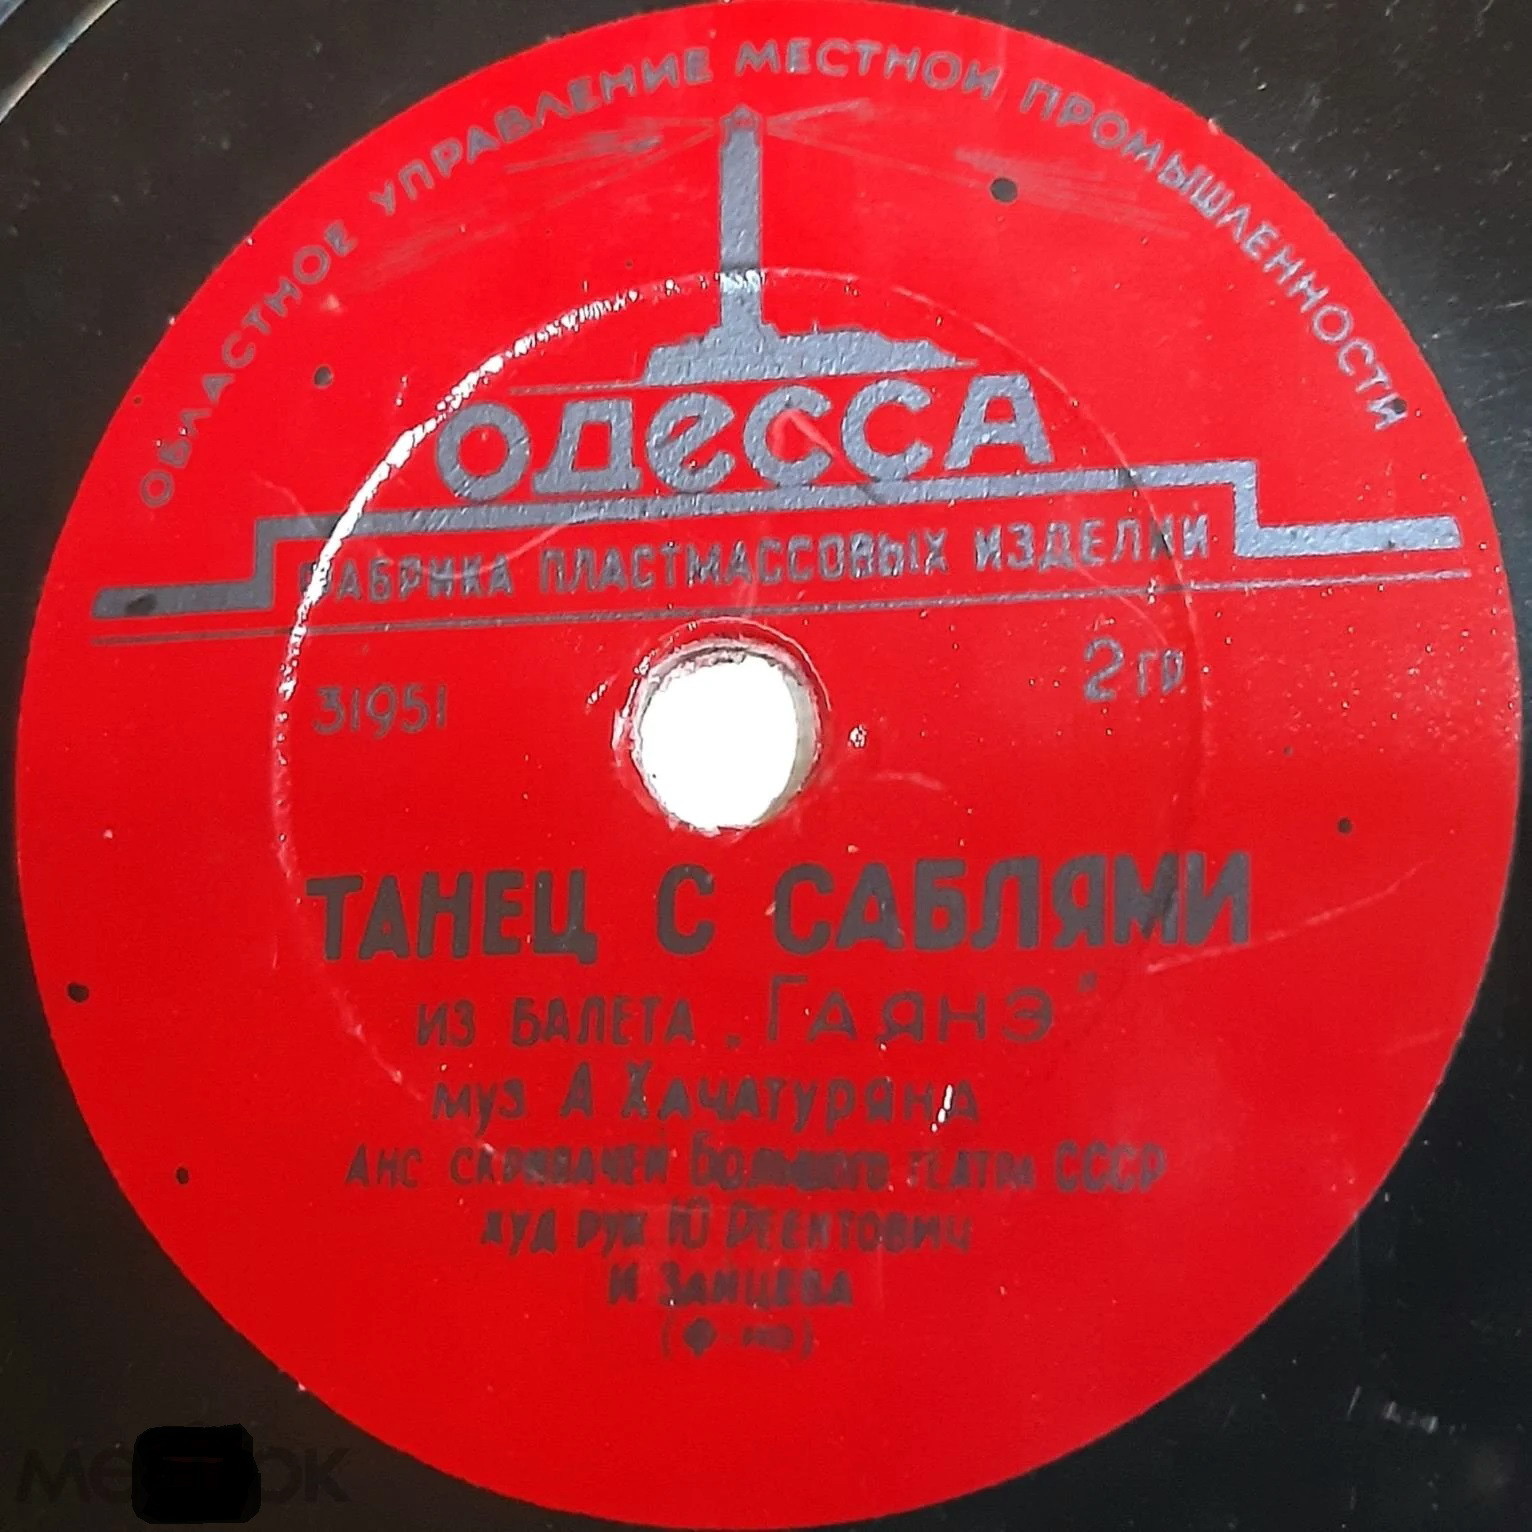 ОБЛАСТНОЕ УПРАВЛЕНИЕ МЕСТНОЙ ПРОМЫШЛЕННОСТИ
ОДЕССА
ФАБРИКА ПЛАСТМАССОВЫХ ИЗДЕЛИЙ
31951 2 гр
ТАНЕЦ С САБЛЯМИ
ИЗ БАЛЕТА „ГАЯНЭ"
муз А ХАЧАТУРЯНА
АНС СКРИПАЧЕЙ БОЛЬШОГО ТЕАТРА СССР
ХУД РУК Ю РЕЕНТОВИЧ
И ЗАЙЦЕВА